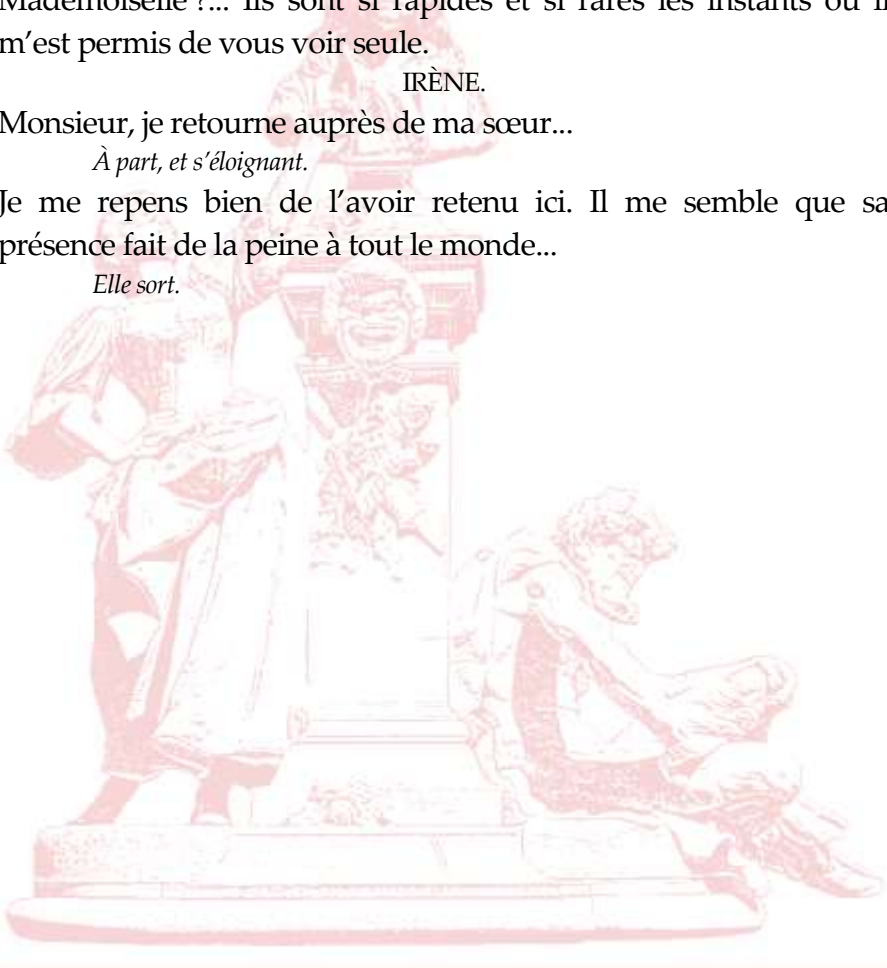 Mademoiselle ?... Ils sont si rapides et si rares les instants où il
m’est permis de vous voir seule.
IRÈNE.
Monsieur, je retourne auprès de ma sœur...
À part, et s’éloignant.
Je me repens bien de l’avoir retenu ici. Il me semble que sa
présence fait de la peine à tout le monde...
Elle sort.